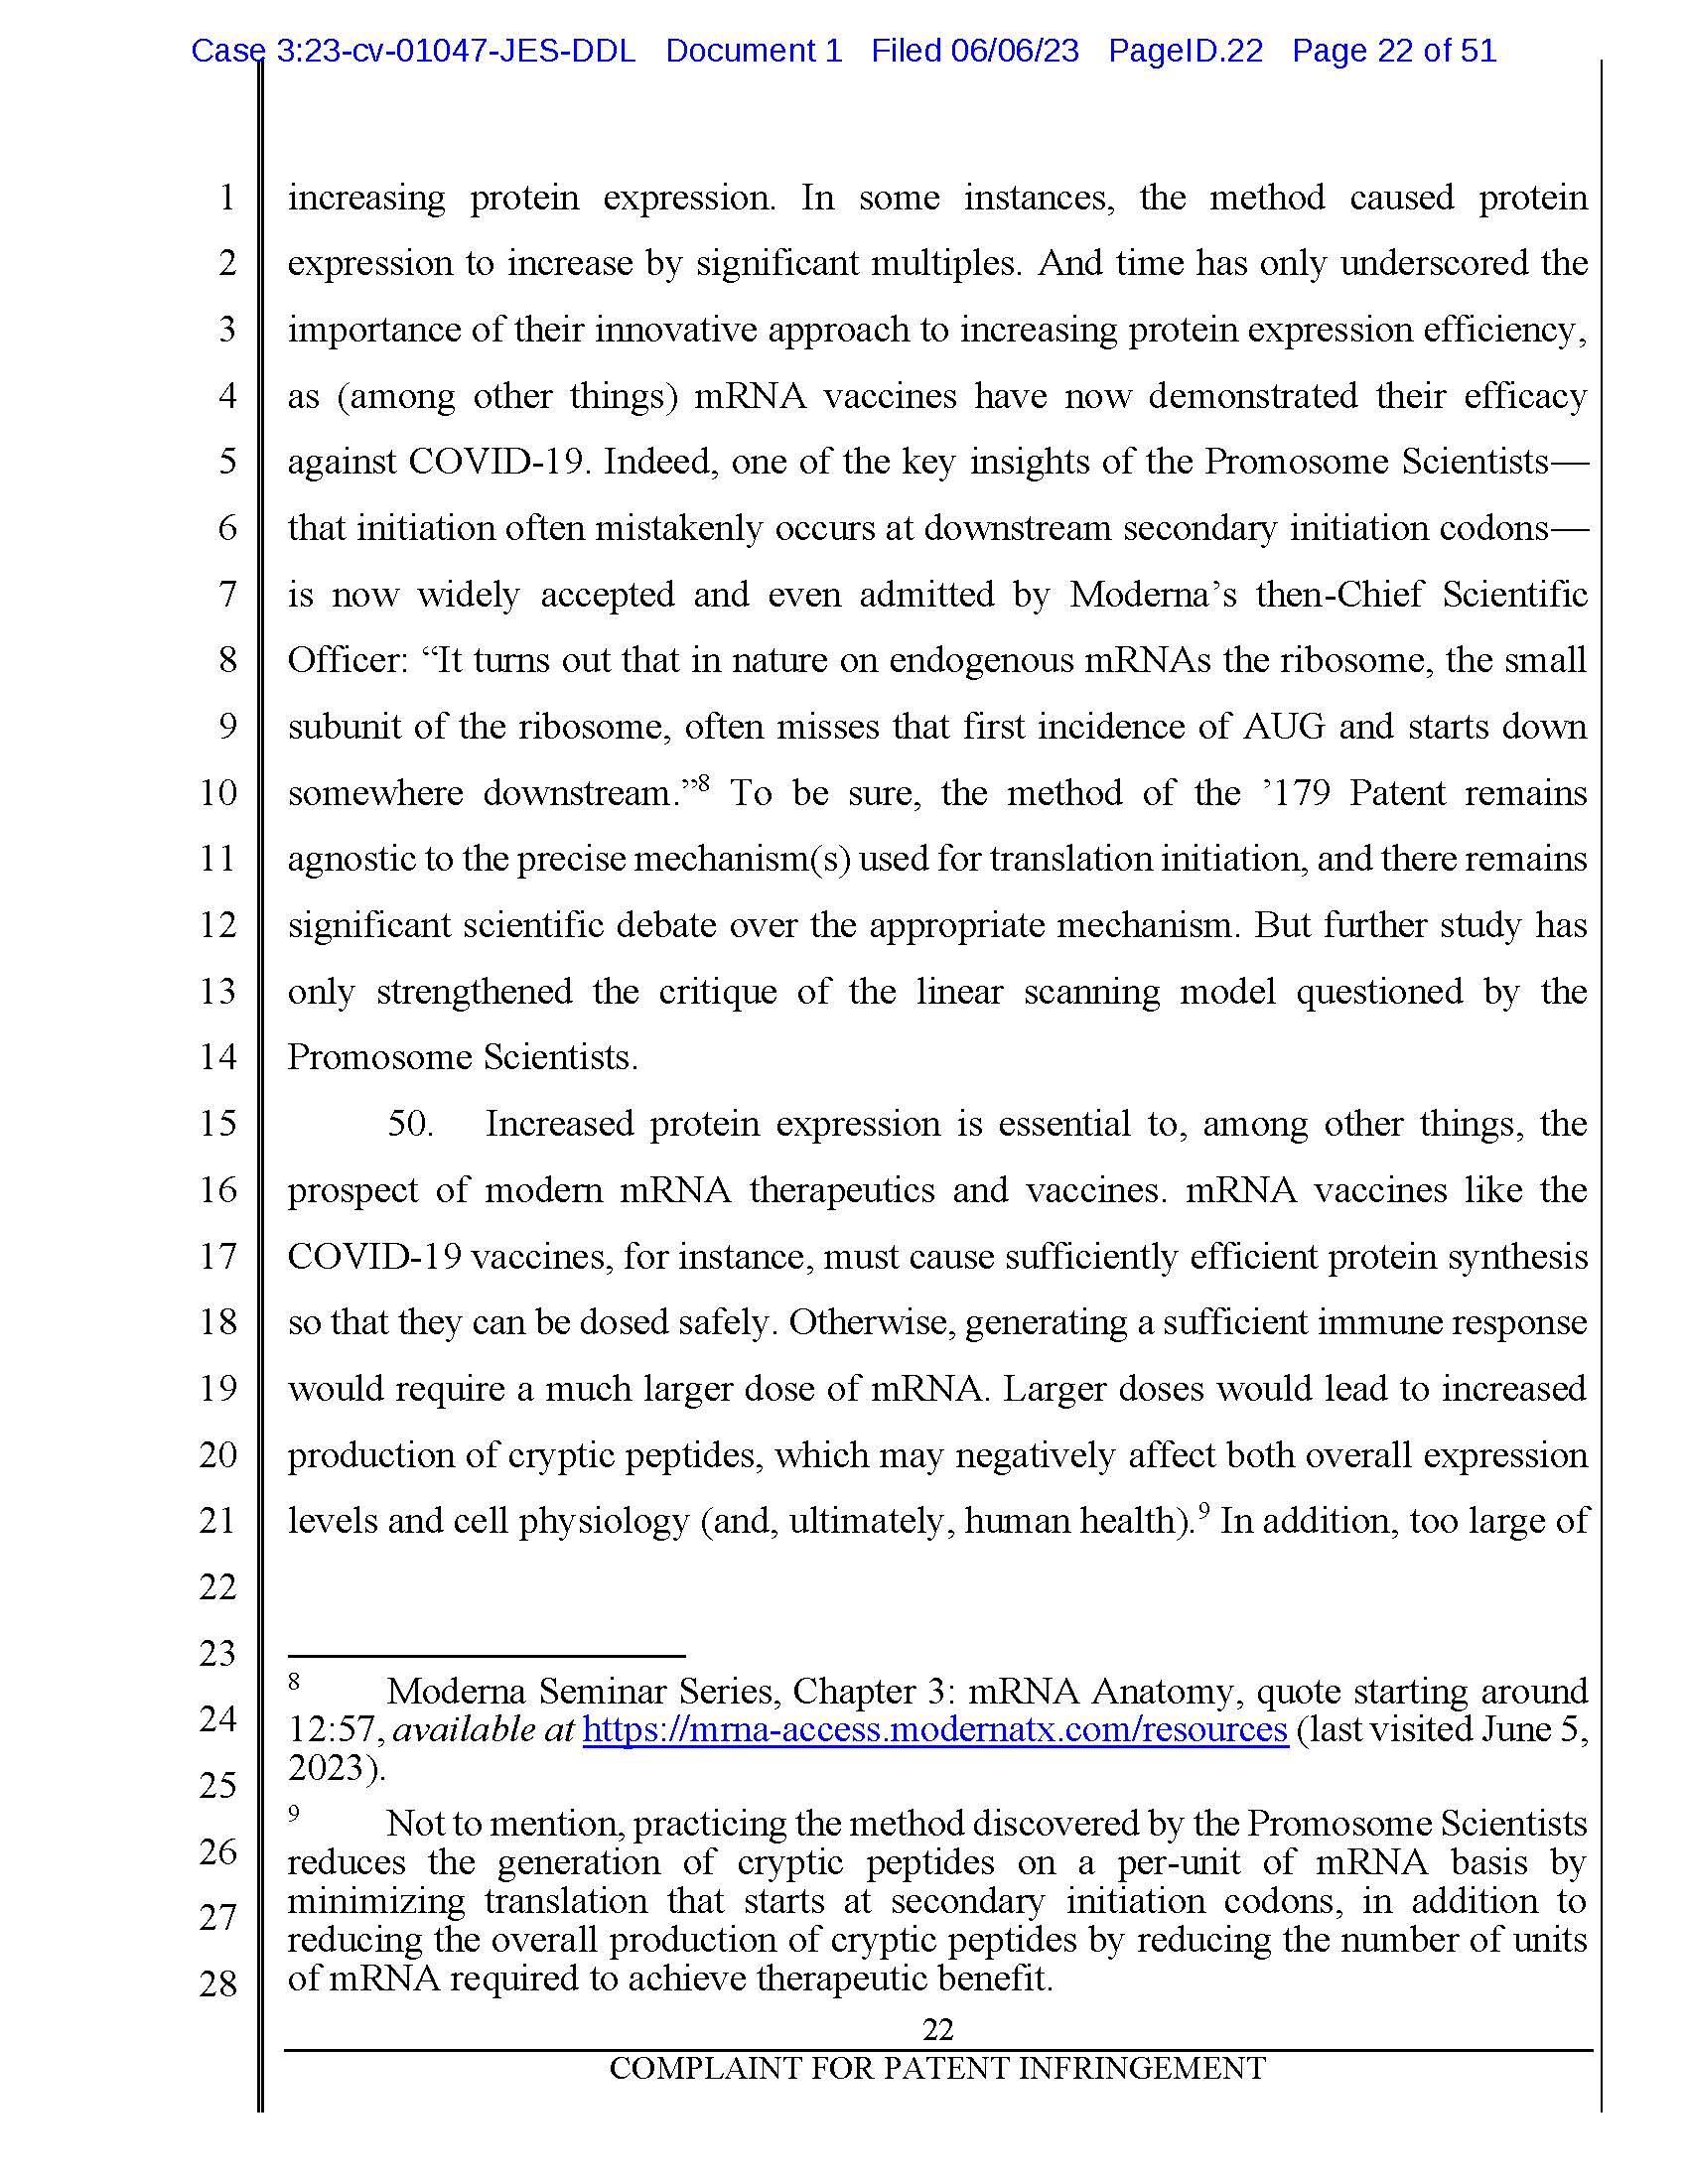 Case 3:23-cv-01047-JES-DDL Document 1 Filed 06/06/23 PageID.22 Page 22 of 51
1 increasing protein expression. In some instances, the method caused protein
2 expression to increase by significant multiples. And time has only underscored the
3 importance of their innovative approach to increasing protein expression efficiency,
4 as (among other things) mRNA vaccines have now demonstrated their efficacy
5 against COVID-19. Indeed, one of the key insights of the Promosome Scientists—
6 that initiation often mistakenly occurs at downstream secondary initiation codons—
7 is now widely accepted and even admitted by Moderna’s then-Chief Scientific
8 Officer: “It turns out that in nature on endogenous mRNAs the ribosome, the small
9 subunit of the ribosome, often misses that first incidence of AUG and starts down
10 somewhere downstream.”8 To be sure, the method of the ’179 Patent remains
11 agnostic to the precise mechanism(s) used for translation initiation, and there remains
12 significant scientific debate over the appropriate mechanism. But further study has
13 only strengthened the critique of the linear scanning model questioned by the
14 Promosome Scientists.
15 50. Increased protein expression is essential to, among other things, the
16 prospect of modern mRNA therapeutics and vaccines. mRNA vaccines like the
17 COVID-19 vaccines, for instance, must cause sufficiently efficient protein synthesis
18 so that they can be dosed safely. Otherwise, generating a sufficient immune response
19 would require a much larger dose of mRNA. Larger doses would lead to increased
20 production of cryptic peptides, which may negatively affect both overall expression
21 levels and cell physiology (and, ultimately, human health).9 In addition, too large of
22
23
8 Moderna Seminar Series, Chapter 3: mRNA Anatomy, quote starting around
24 12:57, available at https://mrna-access.modernatx.com/resources (last visited June 5,
25 2023).
9 Not to mention, practicing the method discovered by the Promosome Scientists
26 reduces the generation of cryptic peptides on a per-unit of mRNA basis by
27 minimizing translation that starts at secondary initiation codons, in addition to
reducing the overall production of cryptic peptides by reducing the number of units
28 of mRNA required to achieve therapeutic benefit.
22
COMPLAINT FOR PATENT INFRINGEMENT